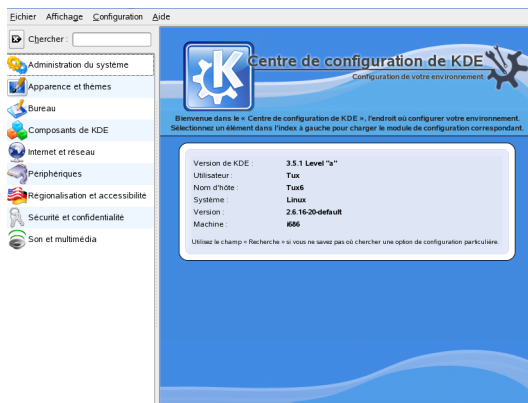 Fichier Affichage Configuration Aide
Chercher :
Administration du système
Apparence et thèmes
Bureau
Composants de KDE
Internet et réseau
Périphériques
Régionalisation et accessibilité
Sécurité et confidentialité
Son et multimédia
Centre de configuration de KDE
Configuration de votre environnement
Bienvenue dans le « Centre de configuration de KDE », l'endroit où configurer votre environnement.
Sélectionnez un élément dans l'index à gauche pour charger le module de configuration correspondant.
Version de KDE : 3.5.1 Level "a"
Utilisateur : Tux
Nom d'hôte : Tux6
Système : Linux
Version : 2.6.16-20-default
Machine : i686
Utilisez le champ « Recherche » si vous ne savez pas où chercher une option de configuration particulière.